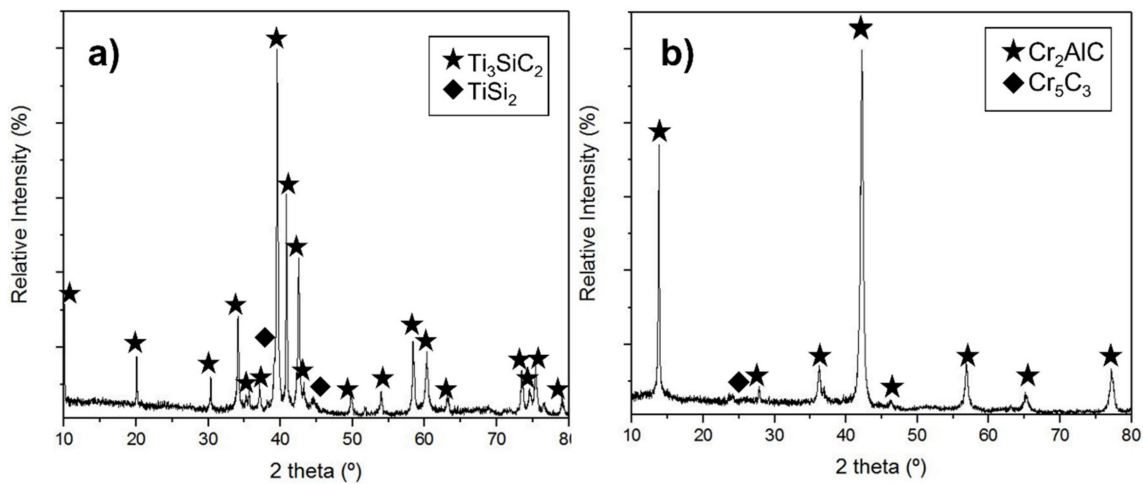 a)
★ Ti₃SiC₂
◆ TiSi₂
Relative Intensity (%)
10 20 30 40 50 60 70 80
2 theta (º)
b)
★ Cr₂AlC
◆ Cr₅C₃
Relative Intensity (%)
10 20 30 40 50 60 70 80
2 theta (º)